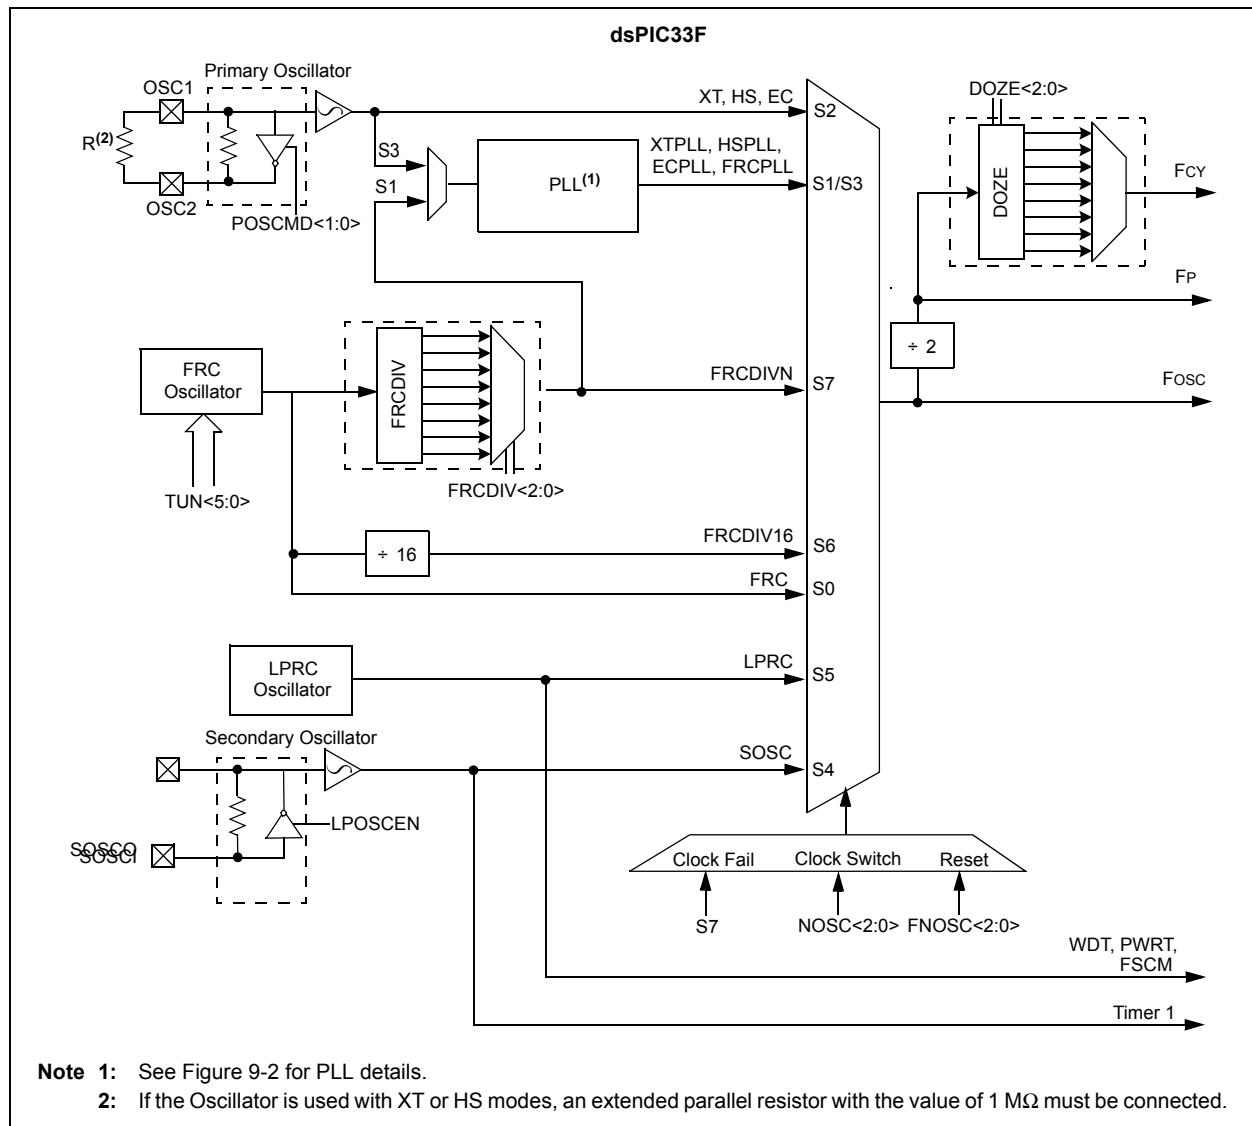 dsPIC33F
Primary Oscillator
OSC1
R(2)
OSC2
POSCMD<1:0>
S3
S1
PLL(1)
XT, HS, EC
S2
XTPLL, HSPLL,
ECPLL, FRCPLL
S1/S3
DOZE<2:0>
DOZE
FCY
FP
÷ 2
FOSC
FRC
Oscillator
TUN<5:0>
FRCDIV
FRCDIV<2:0>
FRCDIVN
S7
÷ 16
FRCDIV16
S6
FRC
S0
LPRC
Oscillator
LPRC
S5
Secondary Oscillator
SOSC
S4
LPOSCEN
SOSCO
SOSCI
Clock Fail
Clock Switch
Reset
S7
NOSC<2:0>
FNOSC<2:0>
WDT, PWRT,
FSCM
Timer 1
Note 1: See Figure 9-2 for PLL details.
2: If the Oscillator is used with XT or HS modes, an extended parallel resistor with the value of 1 MΩ must be connected.